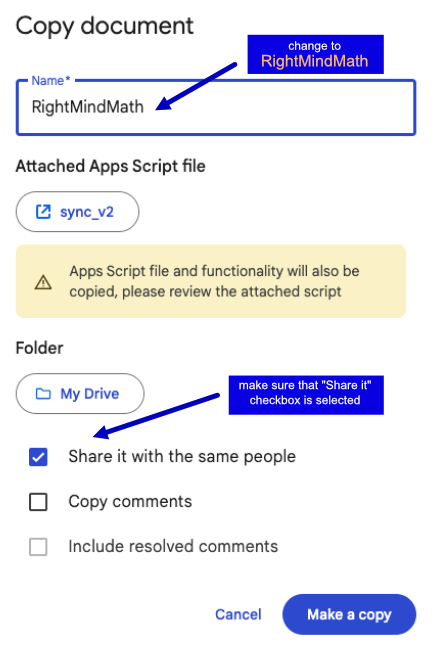 Copy document
change to
RightMindMath
Name*
RightMindMath
Attached Apps Script file
sync_v2
Apps Script file and functionality will also be
copied, please review the attached script
Folder
My Drive
make sure that "Share it"
checkbox is selected
Share it with the same people
Copy comments
Include resolved comments
Cancel
Make a copy